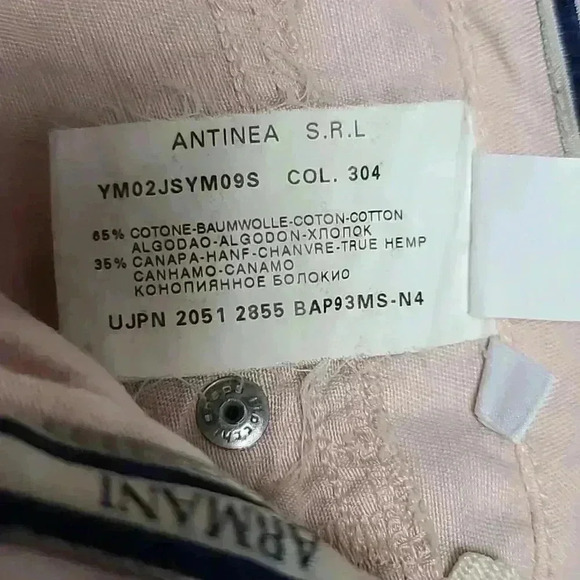 ANTINEA S.R.L
YM02JSYM09S COL. 304
65% COTONE-BAUMWOLLE-COTON-COTTON
ALGODAO-ALGODON-ХЛОПОК
35% CANAPA-HANF-CHANVRE-TRUE HEMP
CANHAMO-CANAMO
КОНОПИЯННОЕ БОЛОКИО
UJPN 2051 2855 BAP93MS-N4
ARMANI